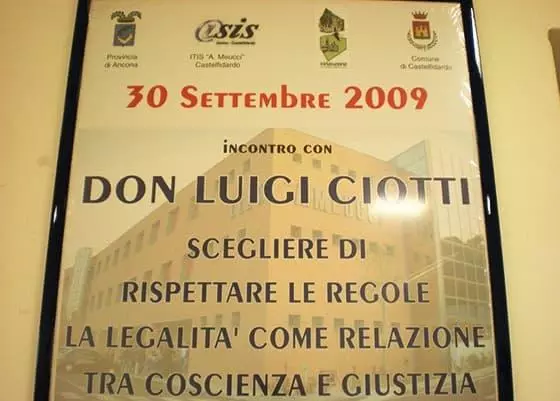 @sis
Provincia
di Ancona
ITIS "A. Meucci"
Castelfidardo
Comune
di Castelfidardo
30 SETTEMBRE 2009
INCONTRO CON
DON LUIGI CIOTTI
SCEGLIERE DI
RISPETTARE LE REGOLE
LA LEGALITA' COME RELAZIONE
TRA COSCIENZA E GIUSTIZIA